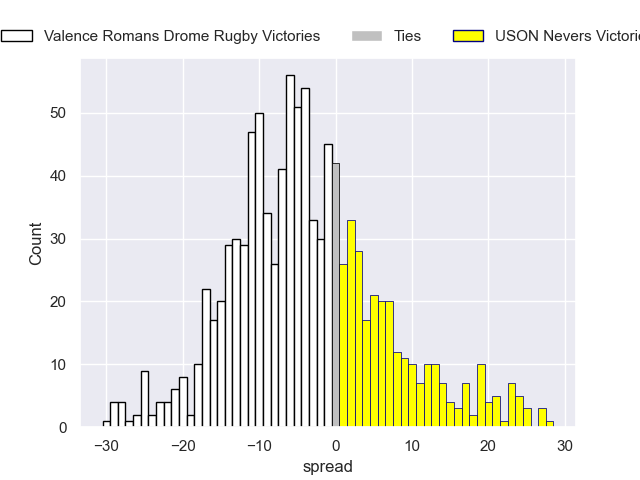 Valence Romans Drome Rugby Victories Ties USON Nevers Victorie
50
40
30
20
10
0
Count
−30 −20 −10 0 10 20 30
spread